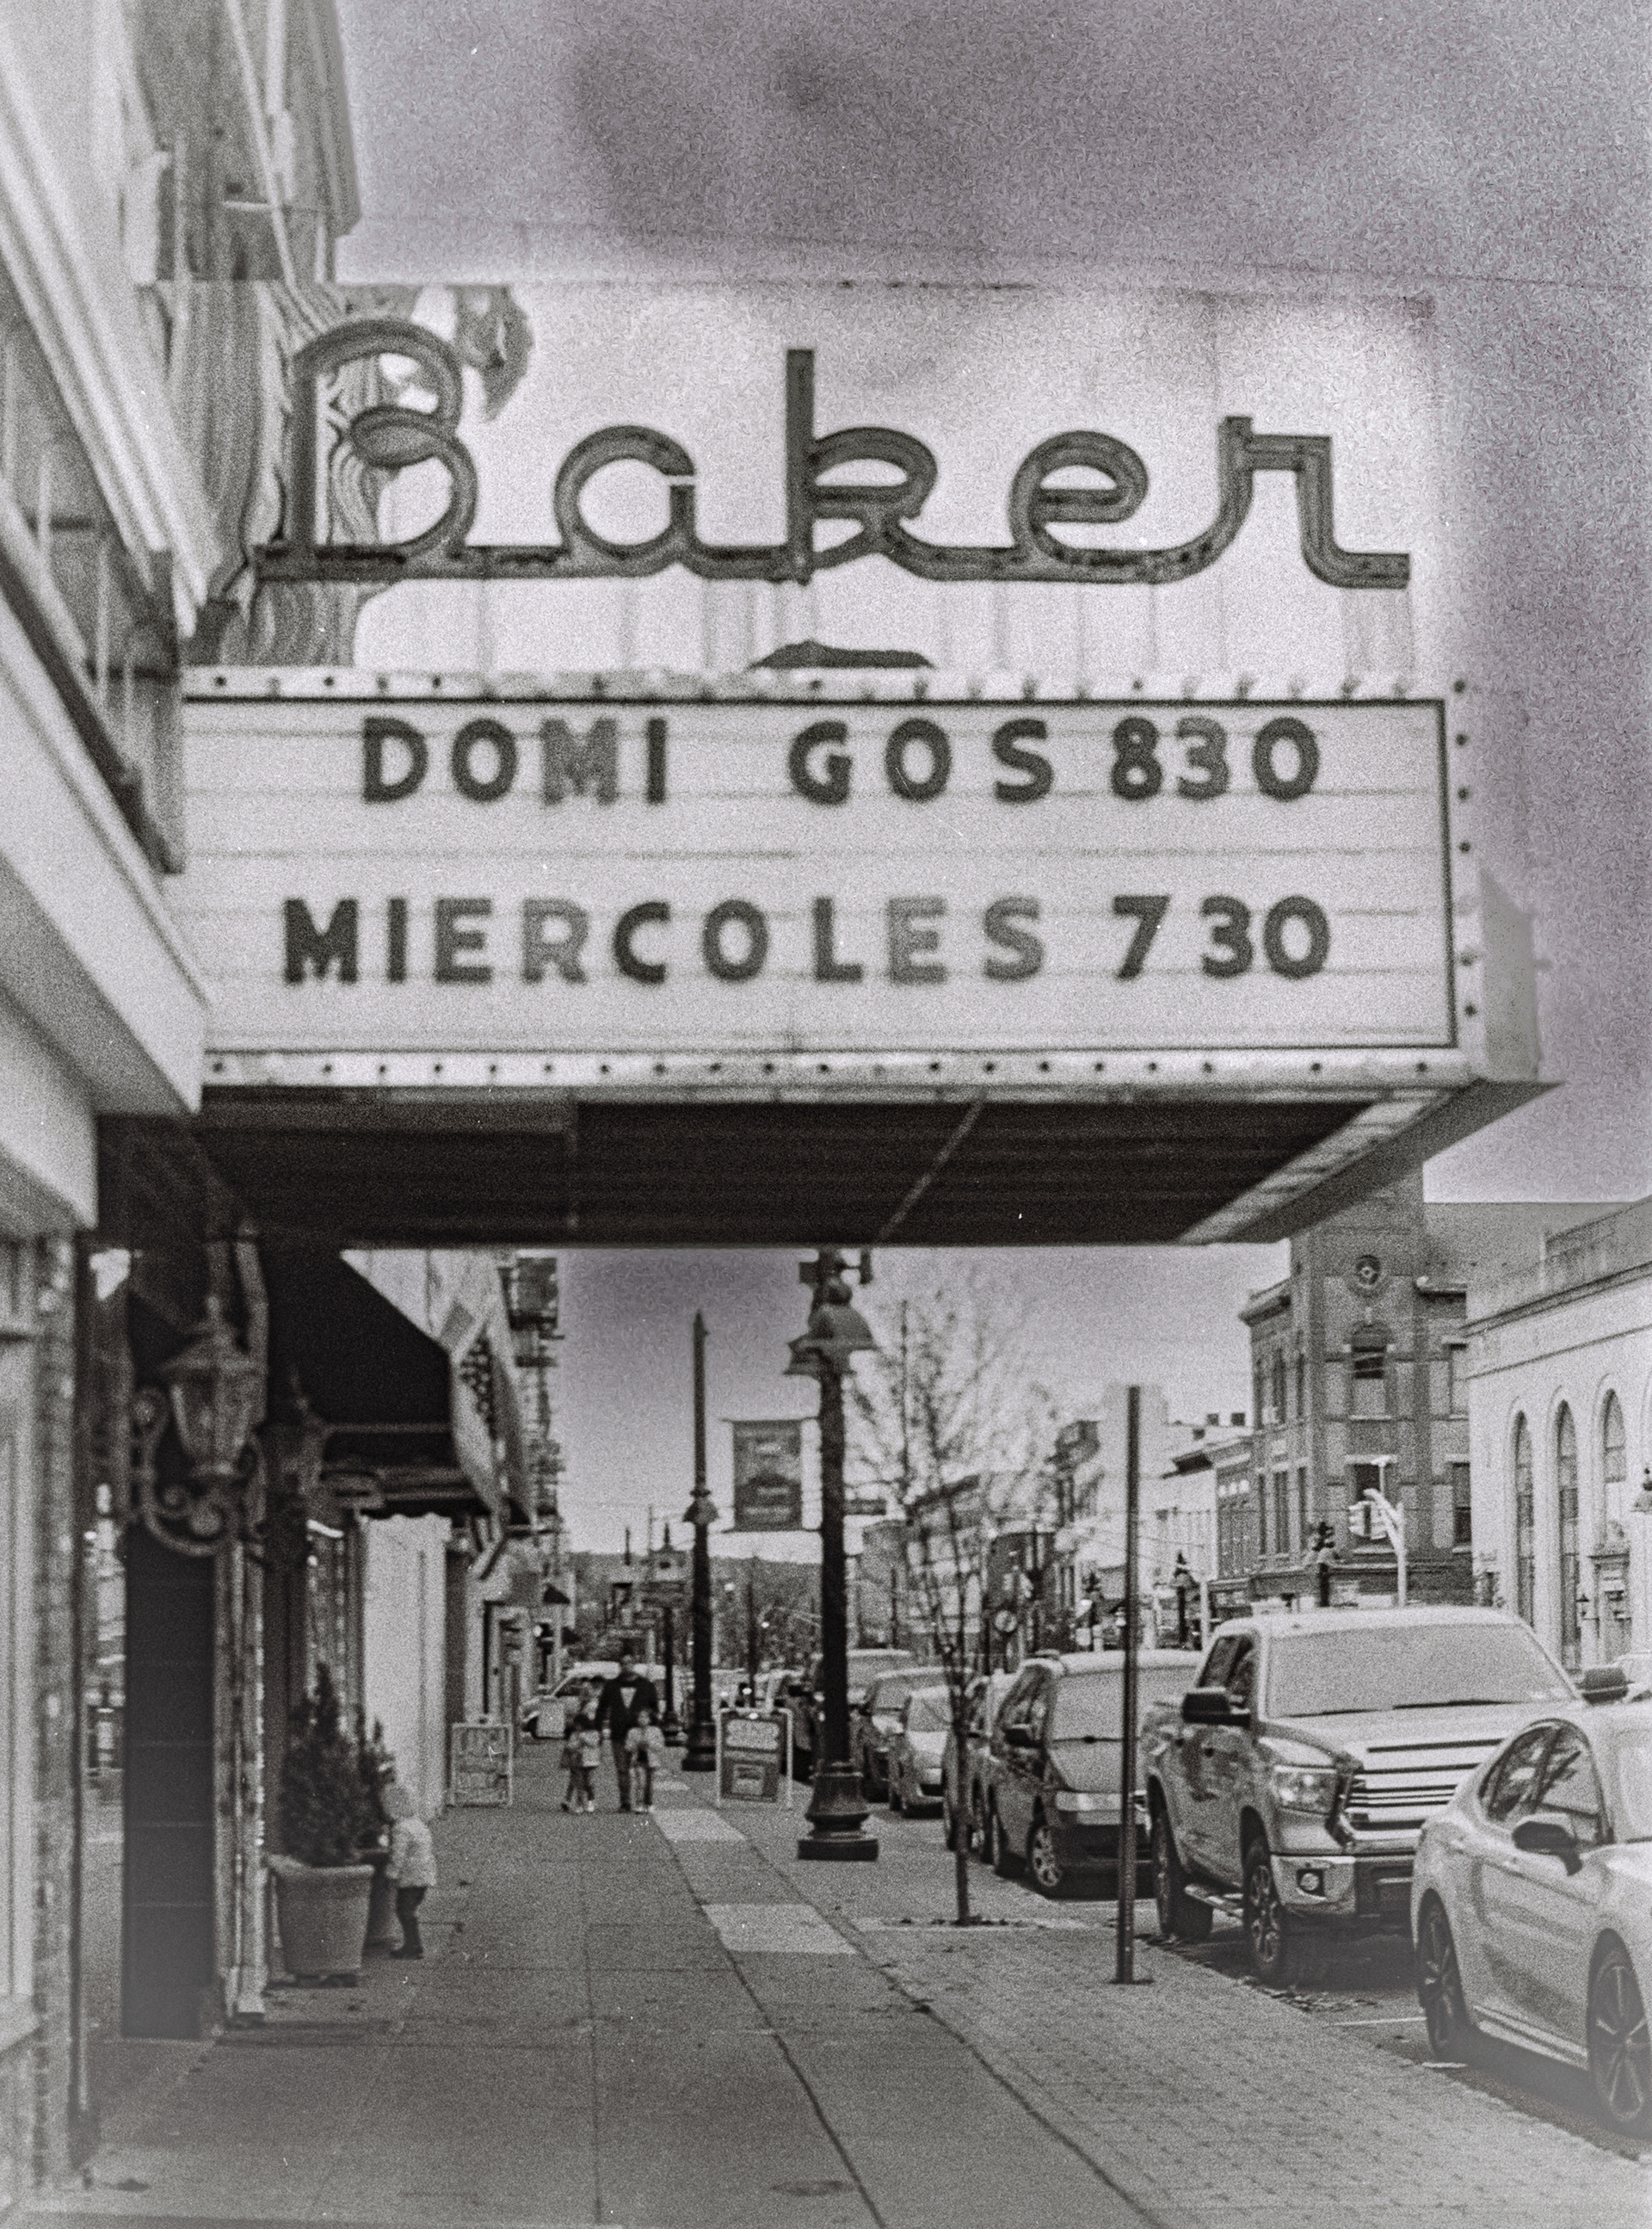 Baker
DOMI GOS 830
MIERCOLES 730